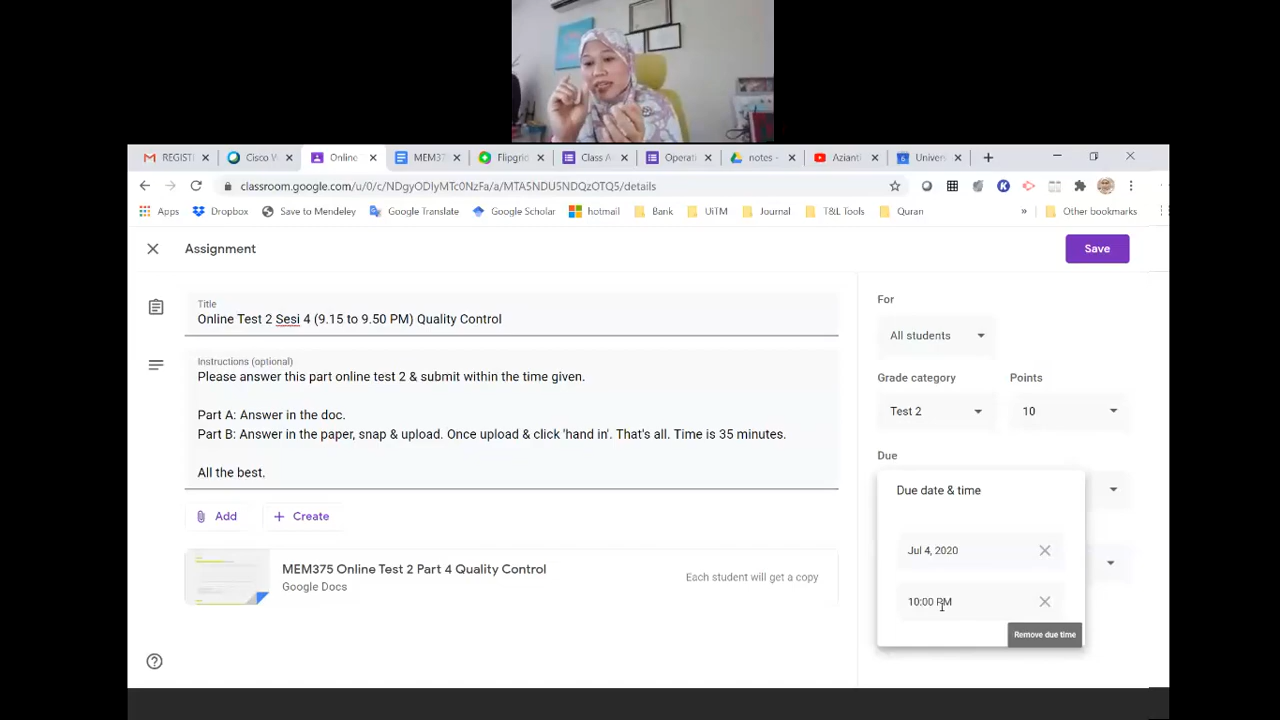 REGIST
Cisco W
Online
MEM37
Flipgrid
Class A
Operati
notes -
Azianti
Univers
classroom.google.com/u/0/c/NDgyODIyMTc0NzFa/a/MTA5NDU5NDQzOTQ5/details
Apps
Dropbox
Save to Mendeley
Google Translate
Google Scholar
hotmail
Bank
UiTM
Journal
T&L Tools
Quran
»
Other bookmarks
Assignment
Save
Title
Online Test 2 Sesi 4 (9.15 to 9.50 PM) Quality Control
Instructions (optional)
Please answer this part online test 2 & submit within the time given.
Part A: Answer in the doc.
Part B: Answer in the paper, snap & upload. Once upload & click 'hand in'. That's all. Time is 35 minutes.
All the best.
Add
Create
MEM375 Online Test 2 Part 4 Quality Control
Google Docs
Each student will get a copy
For
All students
Grade category
Points
Test 2
10
Due
Due date & time
Jul 4, 2020
10:00 PM
Remove due time